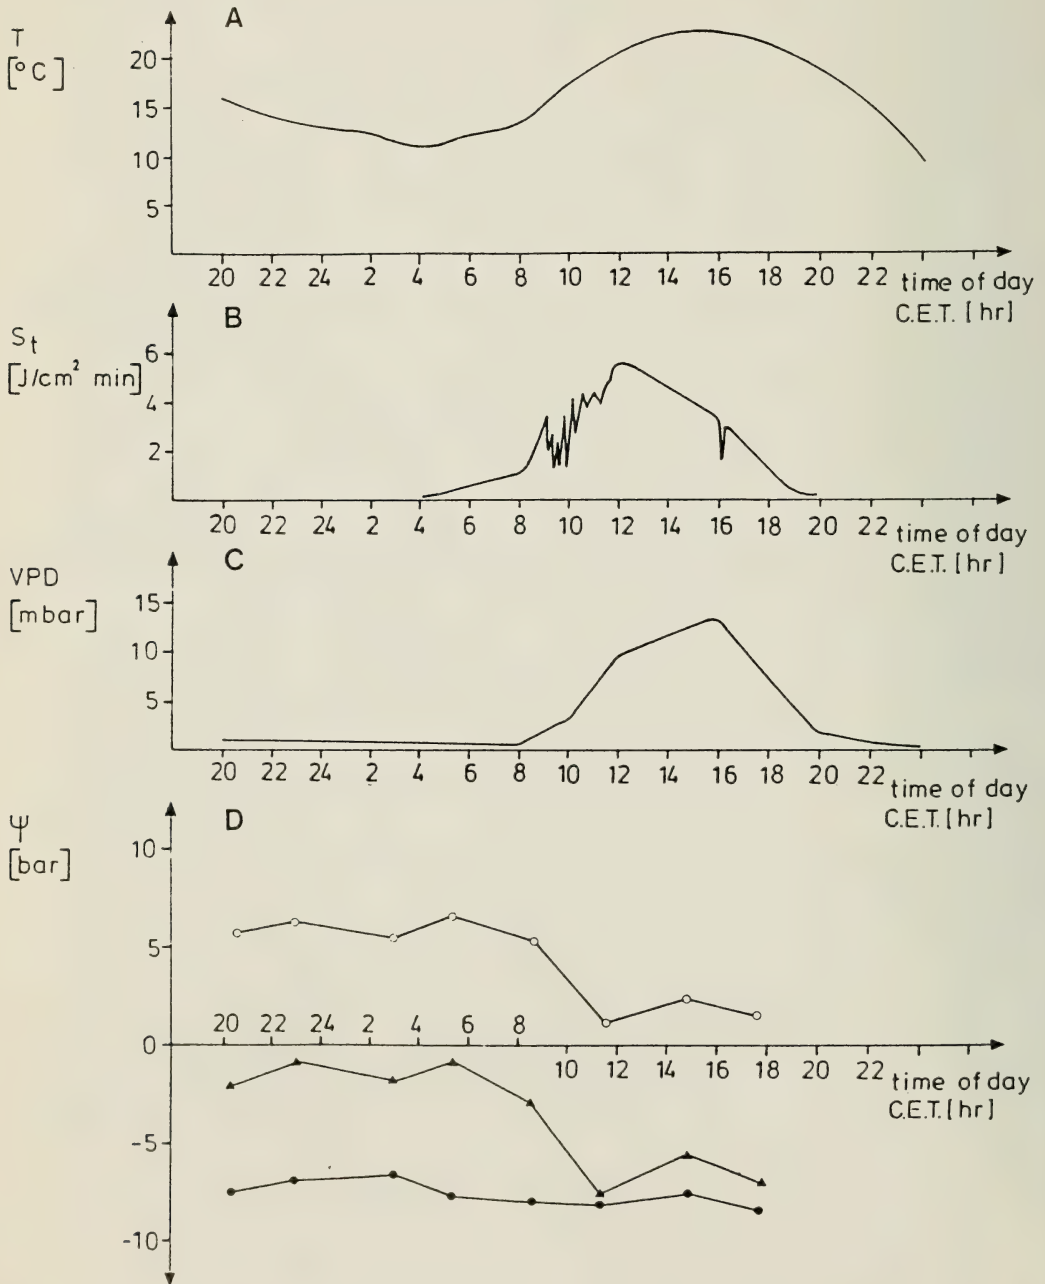 A
T
[°C]
20
15
10
5
20 22 24 2 4 6 8 10 12 14 16 18 20 22 time of day
C.E.T. [hr]
B
St
[J/cm² min]
6
4
2
20 22 24 2 4 6 8 10 12 14 16 18 20 22 time of day
C.E.T. [hr]
C
VPD
[mbar]
15
10
5
20 22 24 2 4 6 8 10 12 14 16 18 20 22 time of day
C.E.T. [hr]
D
Ψ
[bar]
10
5
20 22 24 2 4 6 8
0
10 12 14 16 18 20 22 time of day
C.E.T. [hr]
-5
-10